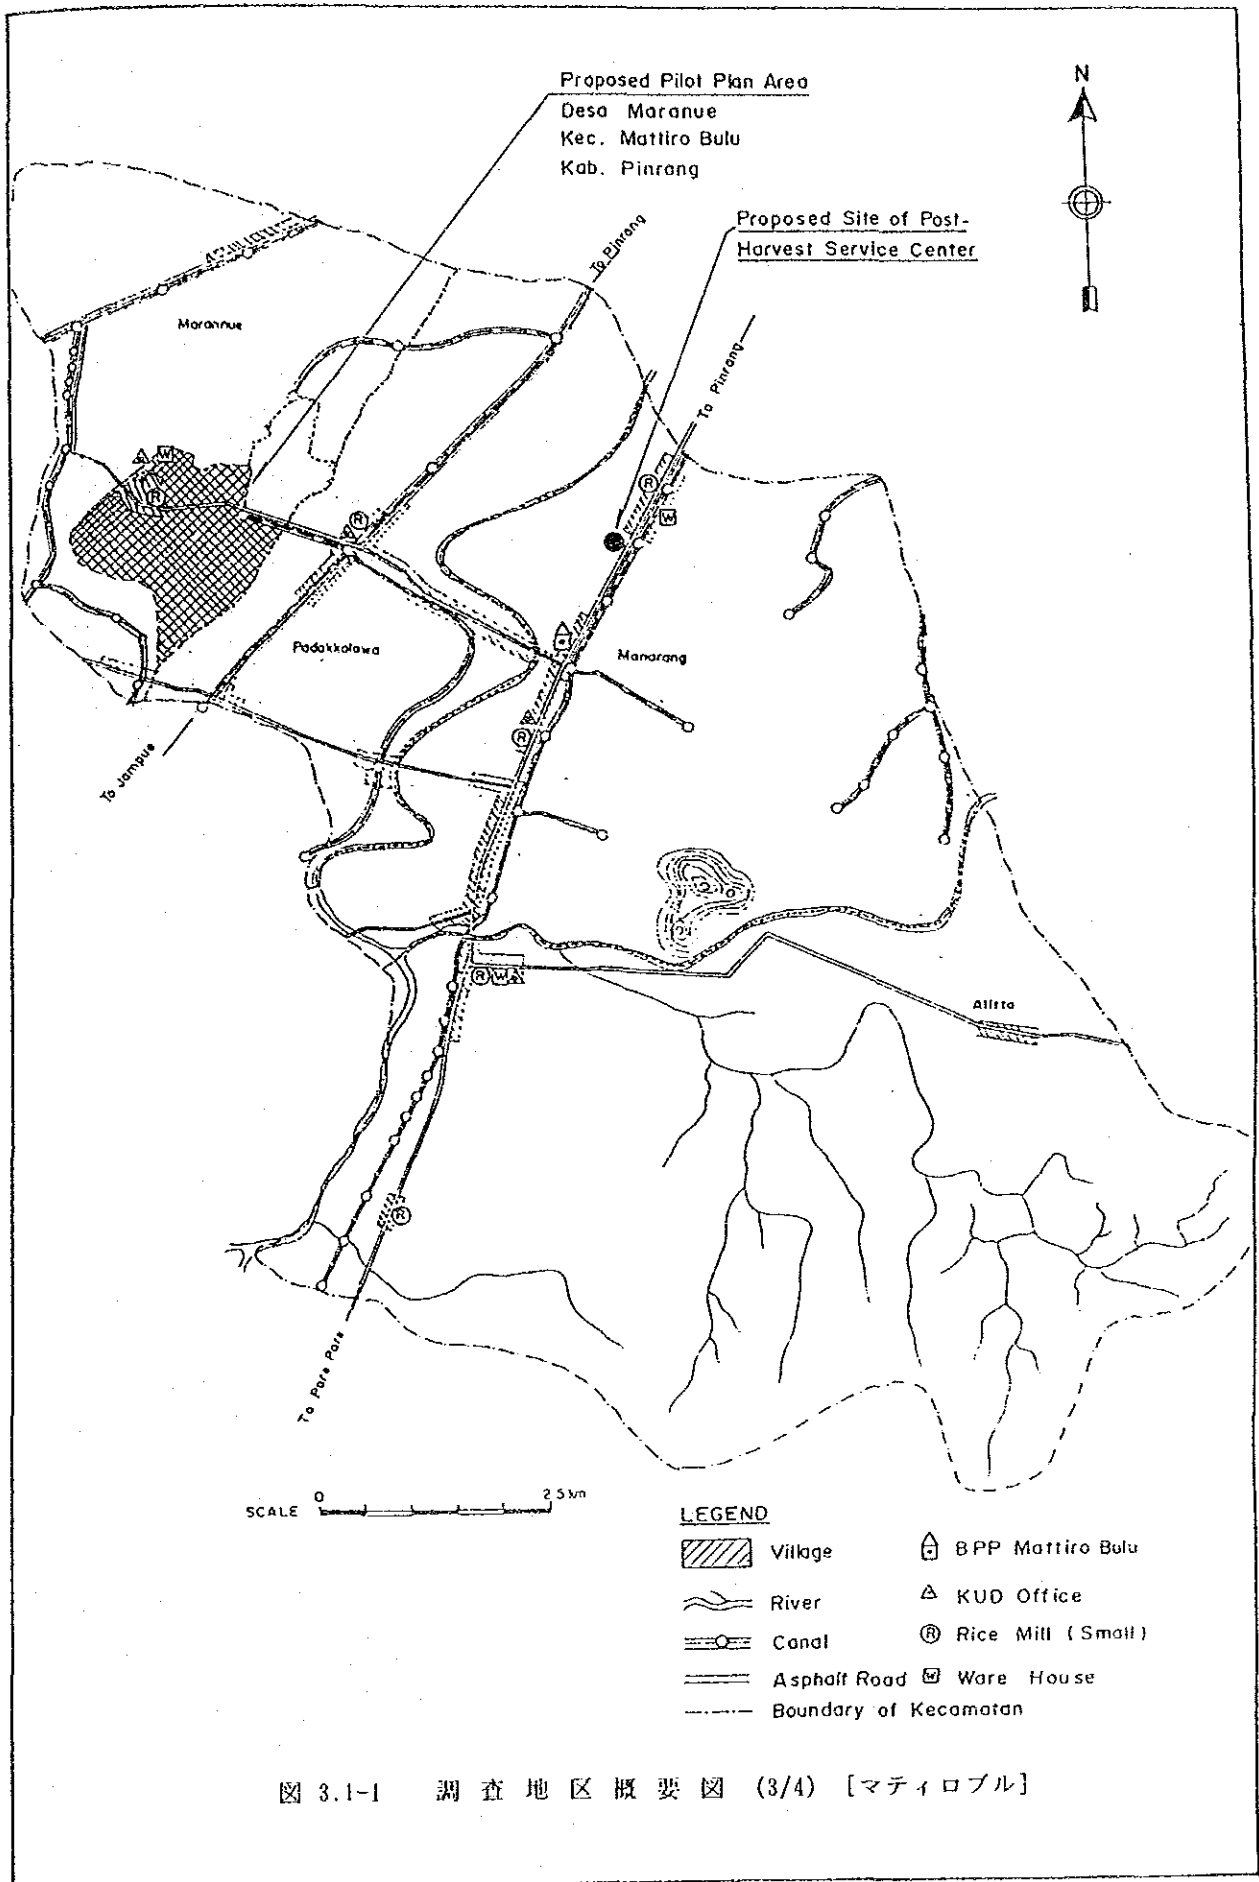 Proposed Pilot Plan Area
Desa Maranue
Kec. Mattiro Bulu
Kab. Pinrang
N
Proposed Site of Post-
Harvest Service Center
To Pinrang
To Pinrang
Marannue
W
R
R
R
W
Padakkalawa
Manarang
R
To Jampue
R W
Alitta
R
To Pare Pare
SCALE 0 2.5 km
LEGEND
Village
BPP Mattiro Bulu
River
KUD Office
Canal
R Rice Mill (Small)
Asphalt Road
W Ware House
Boundary of Kecamatan
図 3.1-1 調査地区概要図 (3/4) [マティロブル]